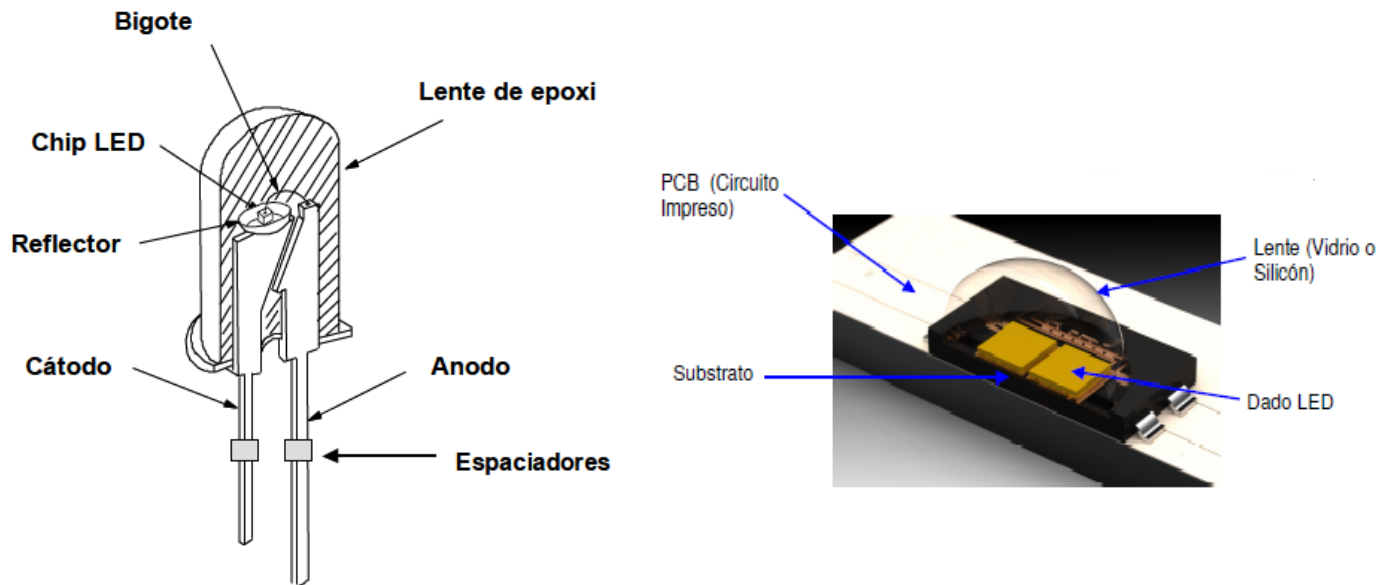 Bigote
Lente de epoxi
Chip LED
Reflector
Cátodo
Anodo
Espaciadores
PCB (Circuito
Impreso)
Lente (Vidrio o
Silicón)
Substrato
Dado LED